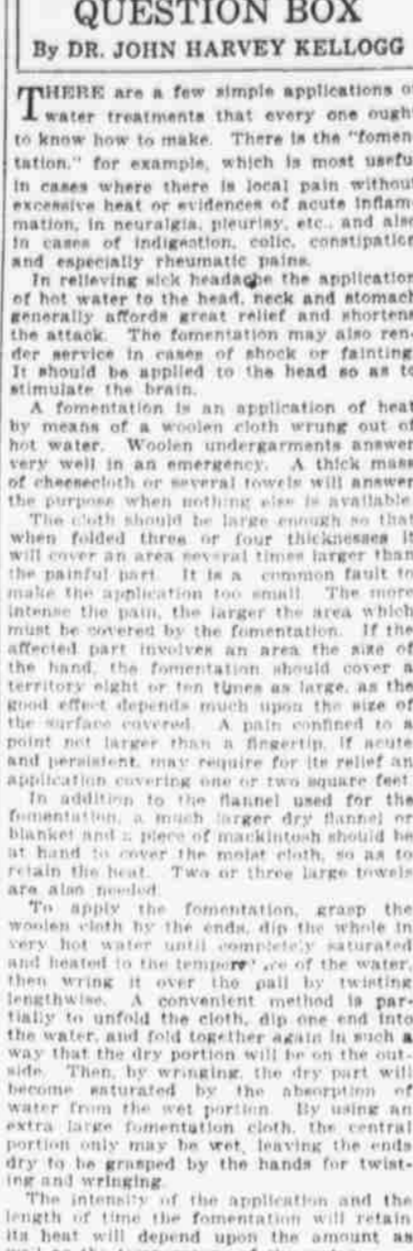 QUESTION BOX
By DR. JOHN HARVEY KELLOGG
THERE are a few simple applications o
water treatments that every one ough
to know how to make. There is the "fomen
tation," for example, which is most usefu
in cases where there is local pain withou
excessive heat or evidences of acute inflam
mation, in neuralgia, pleurisy, etc., and also
in cases of indigestion, colic, constipation
and especially rheumatic pains.
In relieving sick headache the application
of hot water to the head, neck and stomach
generally affords great relief and shortens
the attack. The fomentation may also ren-
der service in cases of shock or fainting
It should be applied to the head so as to
stimulate the brain.
A fomentation is an application of heat
by means of a woolen cloth wrung out of
hot water. Woolen undergarments answer
very well in an emergency. A thick mass
of cheesecloth or several towels will answer
the purpose when nothing else is available
The cloth should be large enough so that
when folded three or four thicknesses it
will cover an area several times larger than
the painful part. It is a common fault to
make the application too small. The more
intense the pain, the larger the area which
must be covered by the fomentation. If the
affected part involves an area the size of
the hand, the fomentation should cover a
territory eight or ten times as large, as the
good effect depends much upon the size of
the surface covered. A pain confined to a
point not larger than a fingertip, if acute
and persistent, may require for its relief an
application covering one or two square feet
In addition to the flannel used for the
fomentation, a much larger dry flannel or
blanket and a piece of mackintosh should be
at hand to cover the moist cloth, so as to
retain the heat. Two or three large towels
are also needed.
To apply the fomentation, grasp the
woolen cloth by the ends, dip the whole in
very hot water until completely saturated
and heated to the of the water,
then wring it over the pail by twisting
lengthwise. A convenient method is par-
tially to unfold the cloth, dip one end into
the water, and fold together again in such a
way that the dry portion will be on the out-
side. Then, by wringing, the dry part will
become saturated by the absorption of
water from the wet portion. By using an
extra large fomentation cloth, the central
portion only may be wet, leaving the ends
dry to be grasped by the hands for twist-
ing and wringing.
The intensity of the application and the
length of time the fomentation will retain
its heat will depend upon the amount as